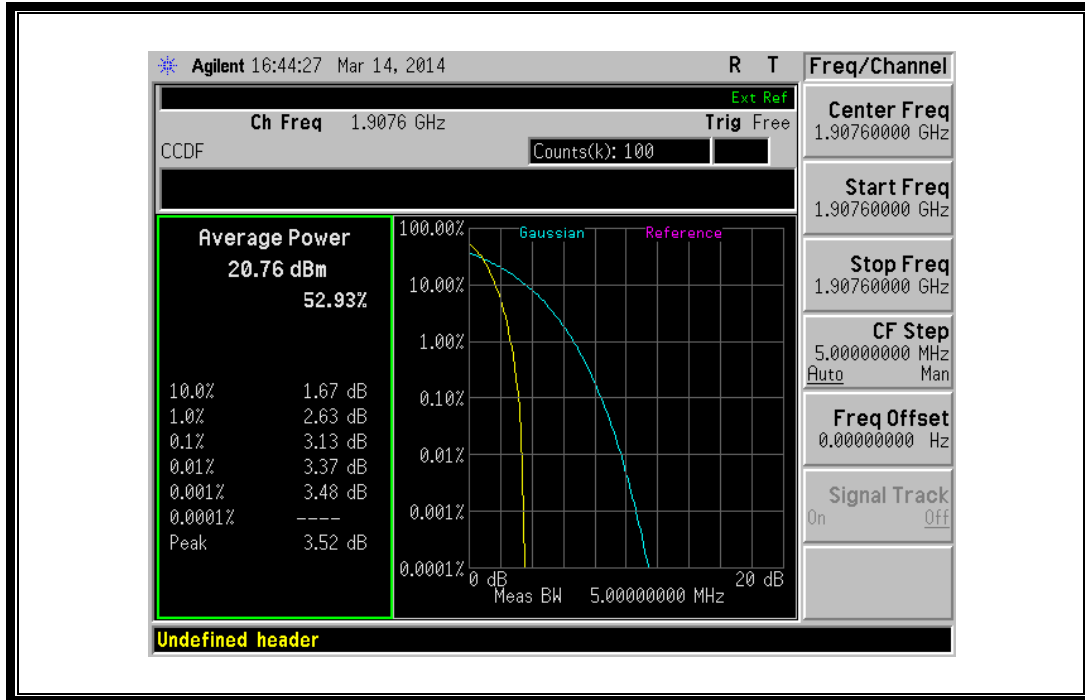 Agilent 16:44:27 Mar 14, 2014 R T
Ext Ref
Ch Freq 1.9076 GHz Trig Free
CCDF Counts(k): 100
Average Power
20.76 dBm
52.93%
10.0% 1.67 dB
1.0% 2.63 dB
0.1% 3.13 dB
0.01% 3.37 dB
0.001% 3.48 dB
0.0001% ----
Peak 3.52 dB
Gaussian Reference
100.00%
10.00%
1.00%
0.10%
0.01%
0.001%
0.0001%
0 dB 20 dB
Meas BW 5.00000000 MHz
Freq/Channel
Center Freq
1.90760000 GHz
Start Freq
1.90760000 GHz
Stop Freq
1.90760000 GHz
CF Step
5.00000000 MHz
Auto Man
Freq Offset
0.00000000 Hz
Signal Track
On Off
Undefined header